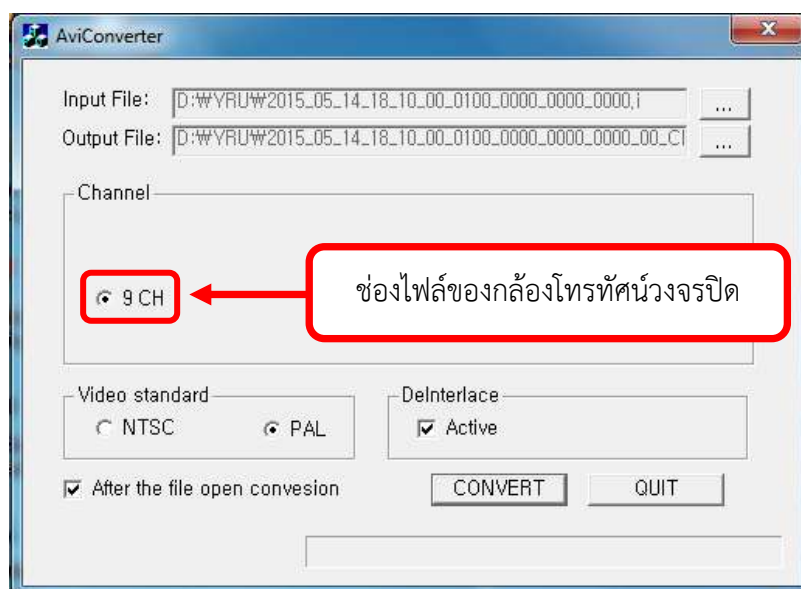 AviConverter
x
Input File: D:₩YRU₩2015_05_14_18_10_00_0100_0000_0000_0000,i ...
Output File: D:₩YRU₩2015_05_14_18_10_00_0100_0000_0000_0000_00_C ...
Channel
9 CH
ช่องไฟล์ของกล้องโทรทัศน์วงจรปิด
Video standard
NTSC PAL
DeInterlace
Active
After the file open convesion
CONVERT QUIT